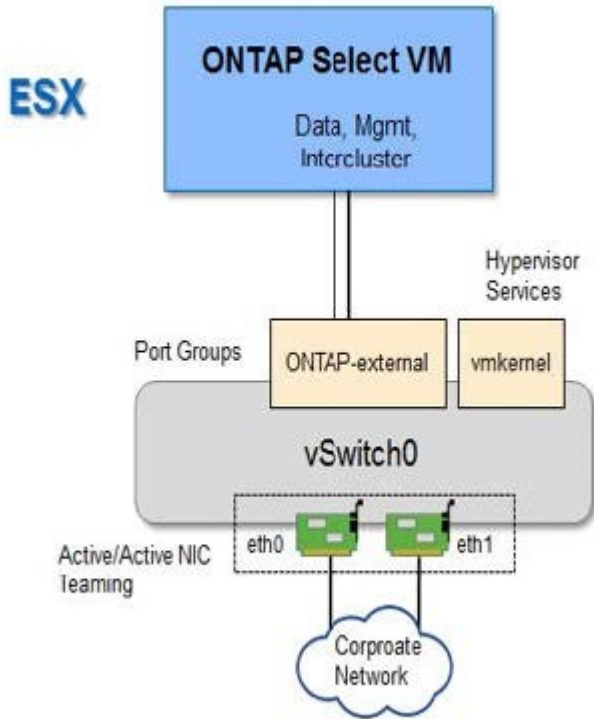 ESX
ONTAP Select VM
Data, Mgmt,
Intercluster
Hypervisor
Services
Port Groups
ONTAP-external
vmkernel
vSwitch0
eth0
eth1
Active/Active NIC
Teaming
Corproate
Network